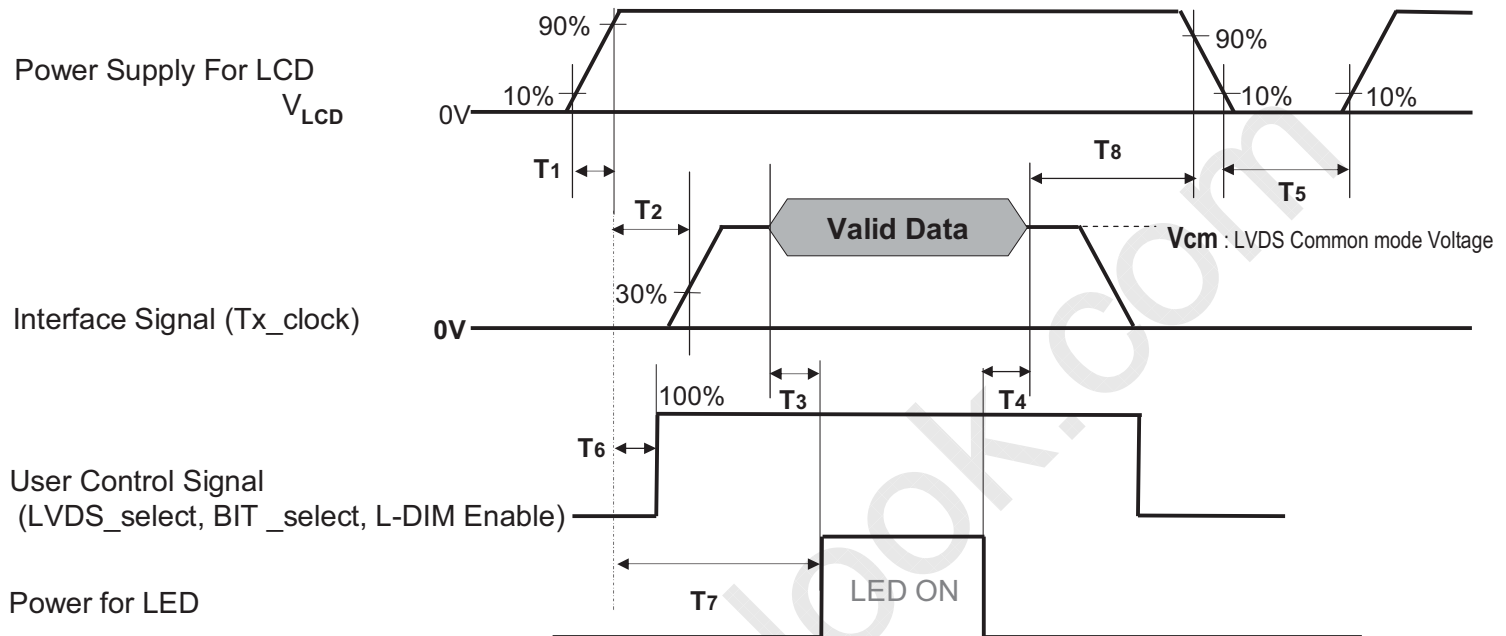 90%
90%
Power Supply For LCD
VLCD
10%
10%
10%
0V
T1
T8
T5
T2
Valid Data
Vcm : LVDS Common mode Voltage
30%
Interface Signal (Tx_clock)
0V
100%
T3
T4
T6
User Control Signal
(LVDS_select, BIT _select, L-DIM Enable)
T7
LED ON
Power for LED
look.com